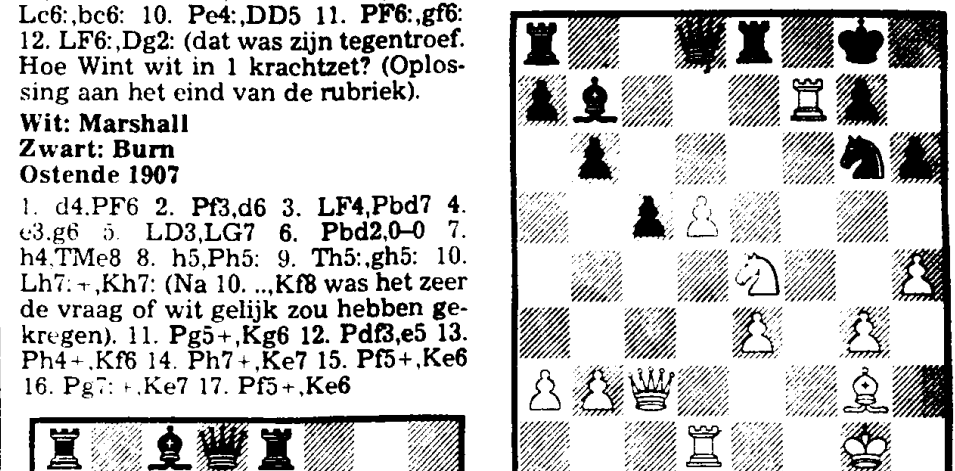 Lc6:,bc6: 10. Pe4:,DD5 11. PF6:,gf6:
12. LF6:,Dg2: (dat was zijn tegentroef.
Hoe Wint wit in 1 krachtzet? (Oplos-
sing aan het eind van de rubriek).
Wit: Marshall
Zwart: Burn
Ostende 1907
1. d4.PF6 2. Pf3,d6 3. LF4,Pbd7 4.
e3.g6 5. LD3,LG7 6. Pbd2,0–0 7.
h4,TMe8 8. h5,Ph5: 9. Th5:,gh5: 10.
Lh7:+,Kh7: (Na 10. ..,Kf8 was het zeer
de vraag of wit gelijk zou hebben ge-
kregen). 11. Pg5+,Kg6 12. Pdf3,e5 13.
Ph4+,Kf6 14. Ph7+,Ke7 15. Pf5+,Ke6
16. Pg7:+,Ke7 17. Pf5+,Ke6